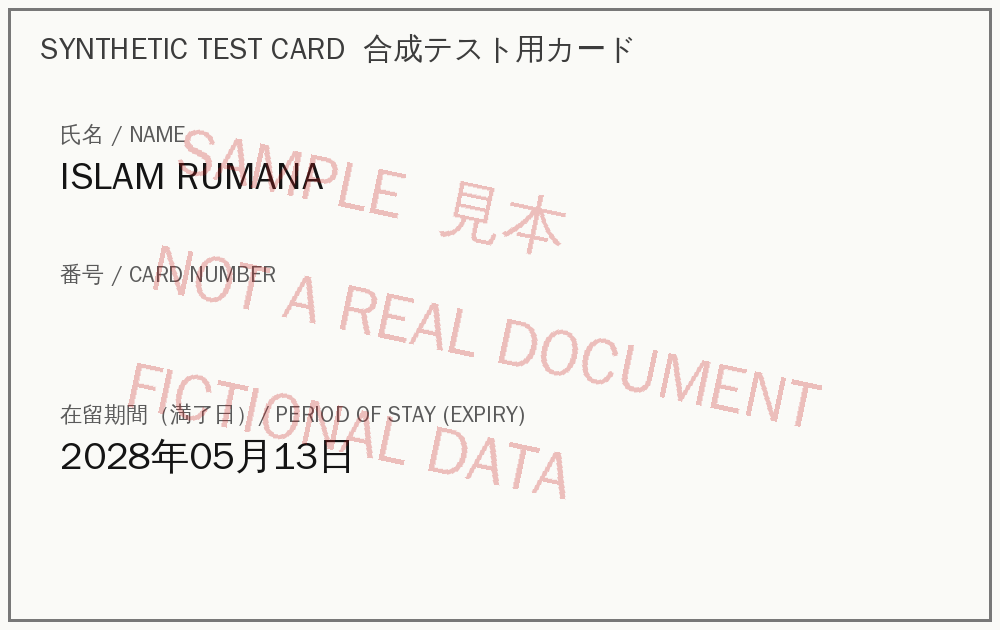 SYNTHETIC TEST CARD 合成テスト用カード
氏名 / NAME
ISLAM RUMANA
SAMPLE 見本
番号 / CARD NUMBER
NOT A REAL DOCUMENT
在留期間（満了日）/ PERIOD OF STAY (EXPIRY)
2028年05月13日
FICTIONAL DATA